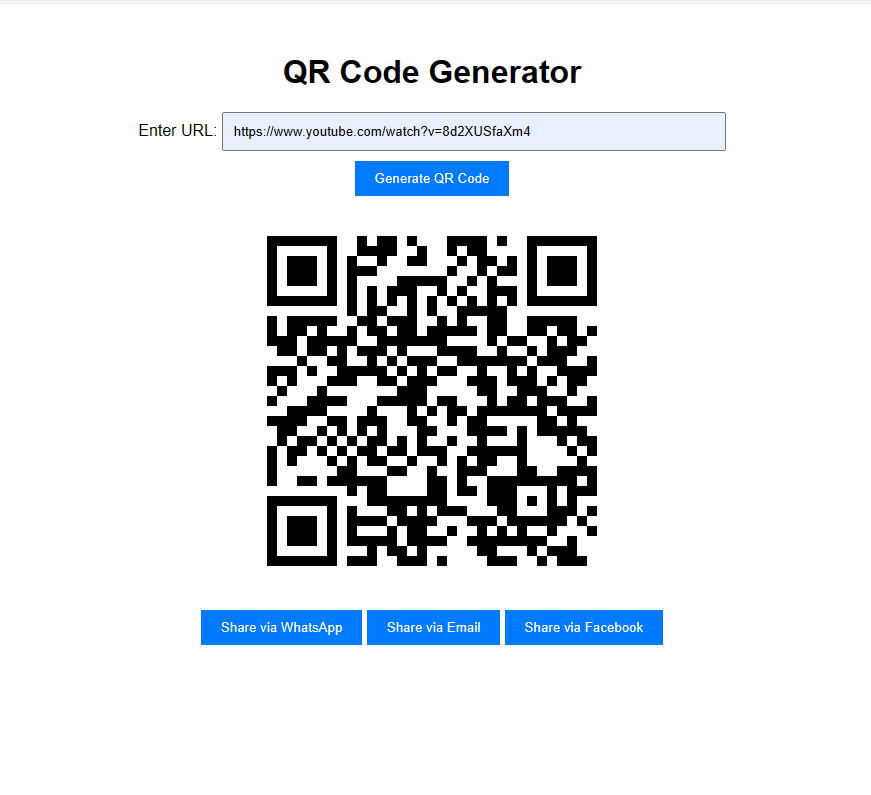 QR Code Generator
Enter URL: https://www.youtube.com/watch?v=8d2XUSfaXm4
Generate QR Code
Share via WhatsApp Share via Email Share via Facebook